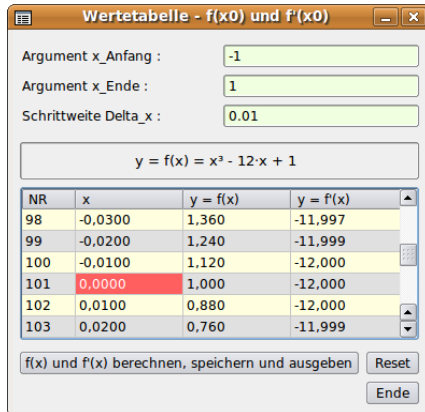 Wertetabelle - f(x0) und f'(x0)
Argument x_Anfang : -1
Argument x_Ende : 1
Schrittweite Delta_x : 0.01
y = f(x) = x³ - 12·x + 1
NR x y = f(x) y = f'(x)
98 -0,0300 1,360 -11,997
99 -0,0200 1,240 -11,999
100 -0,0100 1,120 -12,000
101 0,0000 1,000 -12,000
102 0,0100 0,880 -12,000
103 0,0200 0,760 -11,999
f(x) und f'(x) berechnen, speichern und ausgeben Reset
Ende